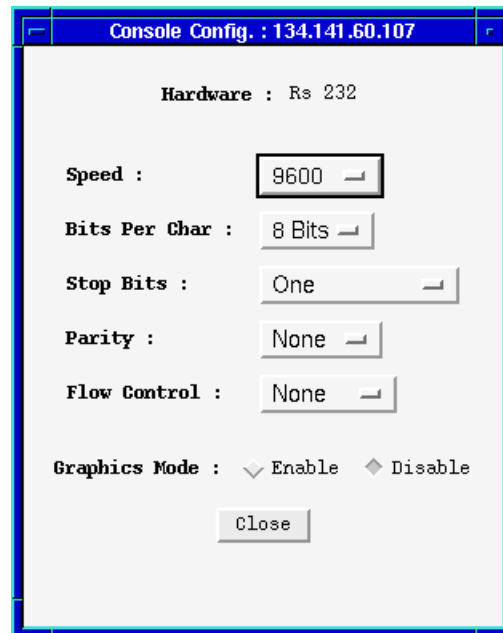 Console Config. : 134.141.60.107
Hardware : Rs 232
Speed : 9600
Bits Per Char : 8 Bits
Stop Bits : One
Parity : None
Flow Control : None
Graphics Mode : Enable Disable
Close